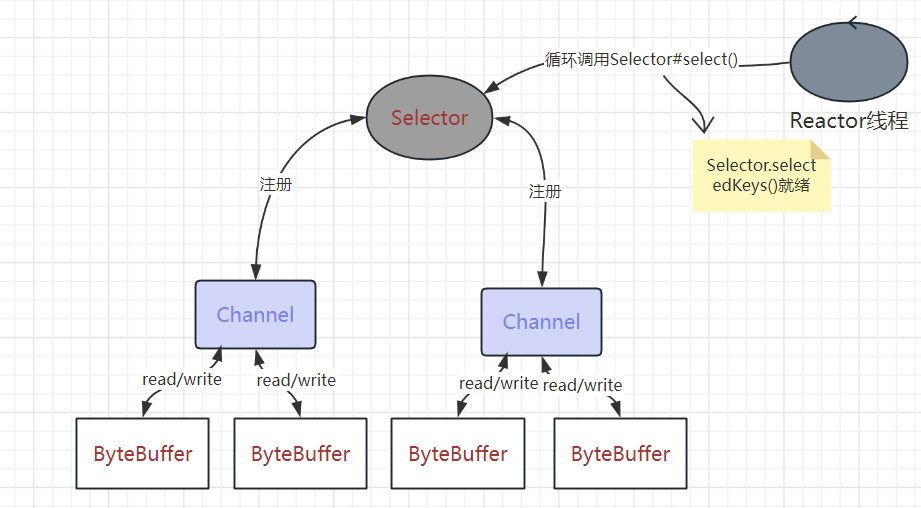 循环调用Selector#select()
Reactor线程
Selector
Selector.select
edKeys()就绪
注册
注册
Channel
Channel
read/write
read/write
read/write
read/write
ByteBuffer
ByteBuffer
ByteBuffer
ByteBuffer